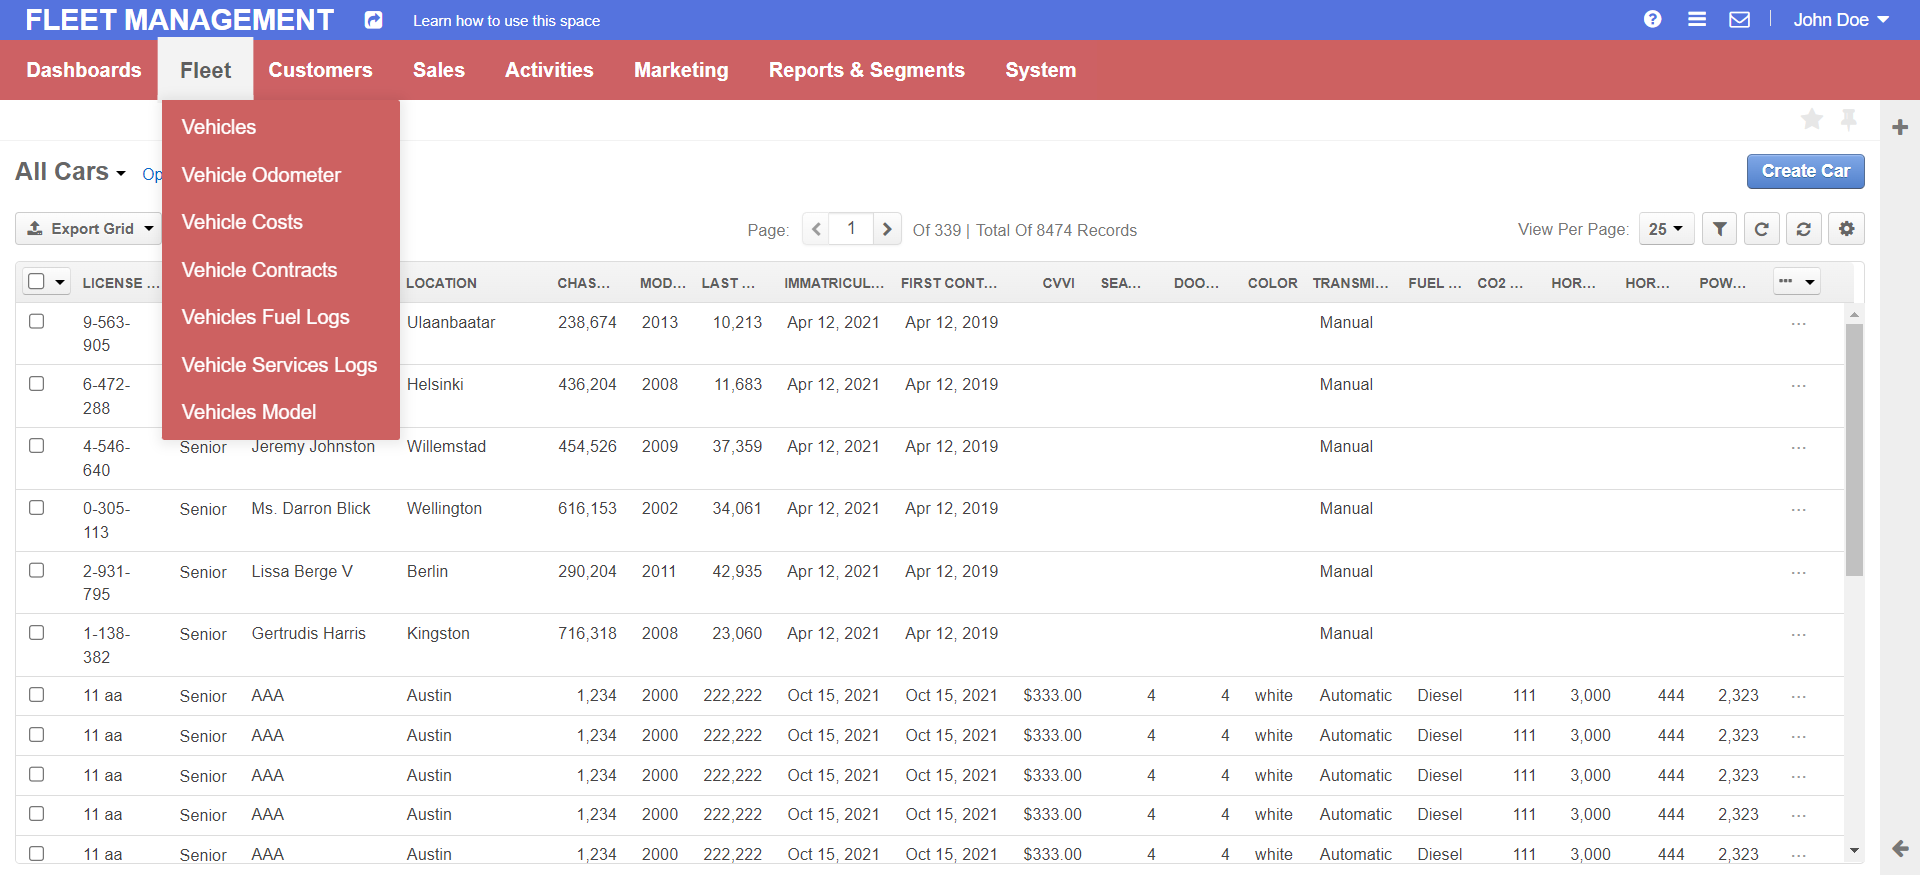 FLEET MANAGEMENT Learn how to use this space John Doe
Dashboards Fleet Customers Sales Activities Marketing Reports & Segments System
Vehicles
Vehicle Odometer
Vehicle Costs
Vehicle Contracts
Vehicles Fuel Logs
Vehicle Services Logs
Vehicles Model
All Cars Op Create Car
Export Grid Page: 1 Of 339 | Total Of 8474 Records View Per Page: 25
LICENSE ... LOCATION CHAS... MOD... LAST ... IMMATRICUL... FIRST CONT... CVVI SEA... DOO... COLOR TRANSMI... FUEL ... CO2 ... HOR... HOR... POW... ...
9-563- Ulaanbaatar 238,674 2013 10,213 Apr 12, 2021 Apr 12, 2019 Manual ...
905
6-472- Helsinki 436,204 2008 11,683 Apr 12, 2021 Apr 12, 2019 Manual ...
288
4-546- Senior Jeremy Johnston Willemstad 454,526 2009 37,359 Apr 12, 2021 Apr 12, 2019 Manual ...
640
0-305- Senior Ms. Darron Blick Wellington 616,153 2002 34,061 Apr 12, 2021 Apr 12, 2019 Manual ...
113
2-931- Senior Lissa Berge V Berlin 290,204 2011 42,935 Apr 12, 2021 Apr 12, 2019 Manual ...
795
1-138- Senior Gertrudis Harris Kingston 716,318 2008 23,060 Apr 12, 2021 Apr 12, 2019 Manual ...
382
11 aa Senior AAA Austin 1,234 2000 222,222 Oct 15, 2021 Oct 15, 2021 $333.00 4 4 white Automatic Diesel 111 3,000 444 2,323 ...
11 aa Senior AAA Austin 1,234 2000 222,222 Oct 15, 2021 Oct 15, 2021 $333.00 4 4 white Automatic Diesel 111 3,000 444 2,323 ...
11 aa Senior AAA Austin 1,234 2000 222,222 Oct 15, 2021 Oct 15, 2021 $333.00 4 4 white Automatic Diesel 111 3,000 444 2,323 ...
11 aa Senior AAA Austin 1,234 2000 222,222 Oct 15, 2021 Oct 15, 2021 $333.00 4 4 white Automatic Diesel 111 3,000 444 2,323 ...
11 aa Senior AAA Austin 1,234 2000 222,222 Oct 15, 2021 Oct 15, 2021 $333.00 4 4 white Automatic Diesel 111 3,000 444 2,323 ...